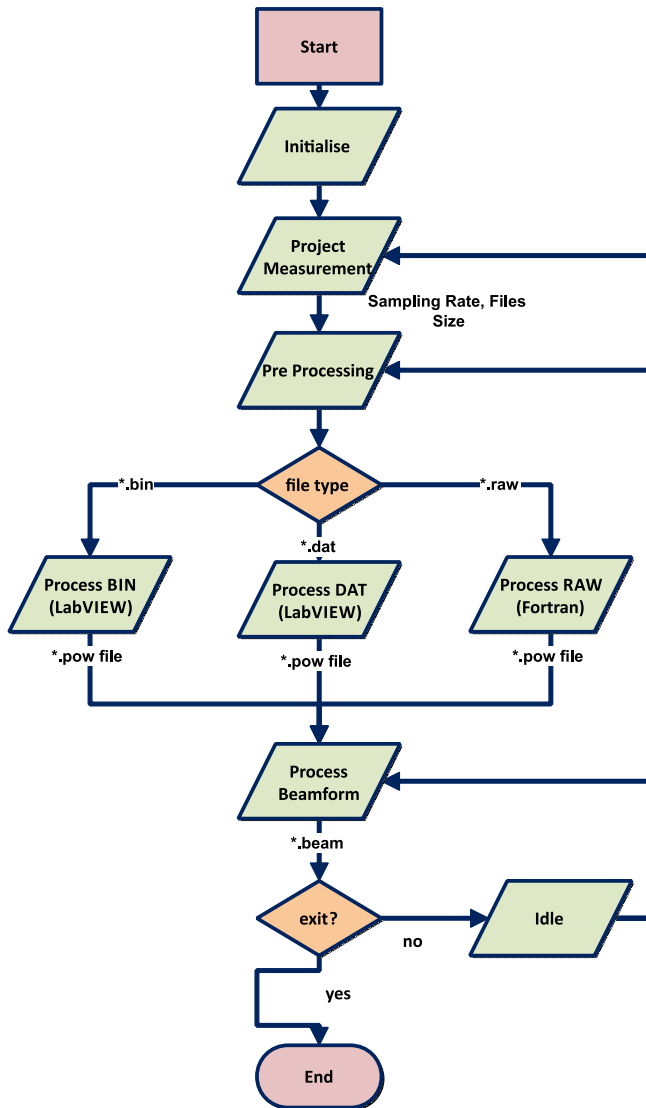 Start
Initialise
Project
Measurement
Sampling Rate, Files
Size
Pre Processing
file type
*.bin
*.raw
*.dat
Process BIN
(LabVIEW)
Process DAT
(LabVIEW)
Process RAW
(Fortran)
*.pow file
*.pow file
*.pow file
Process
Beamform
*.beam
exit?
no
Idle
yes
End